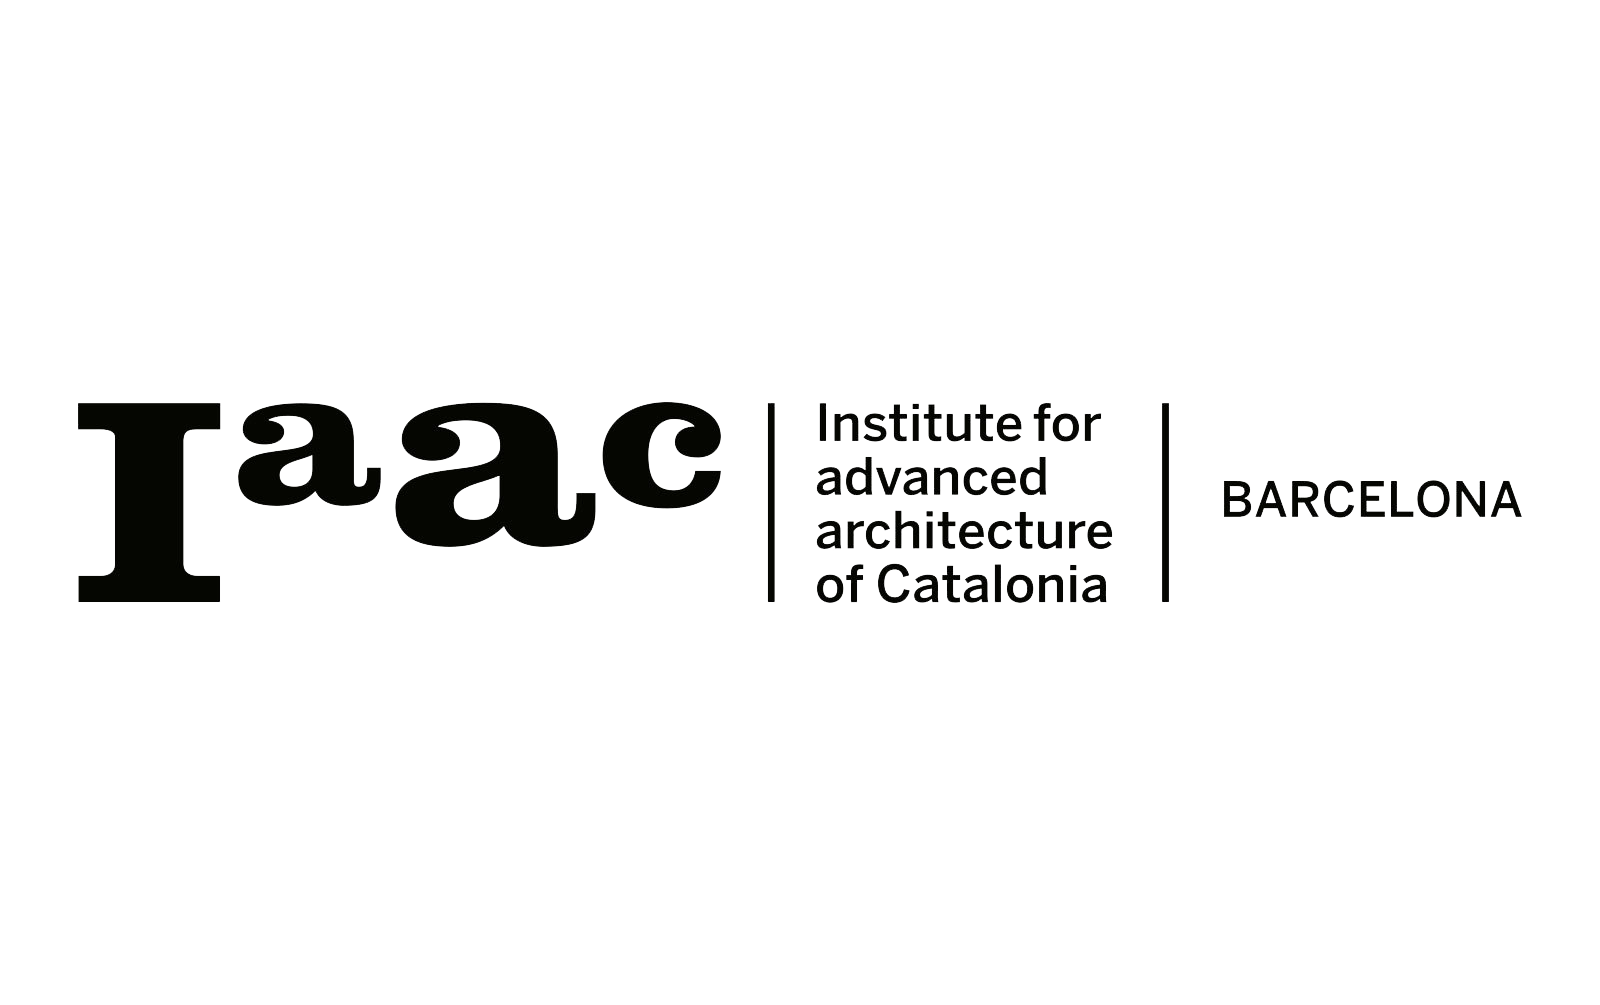 Iaac
Institute for
advanced
architecture
of Catalonia
BARCELONA